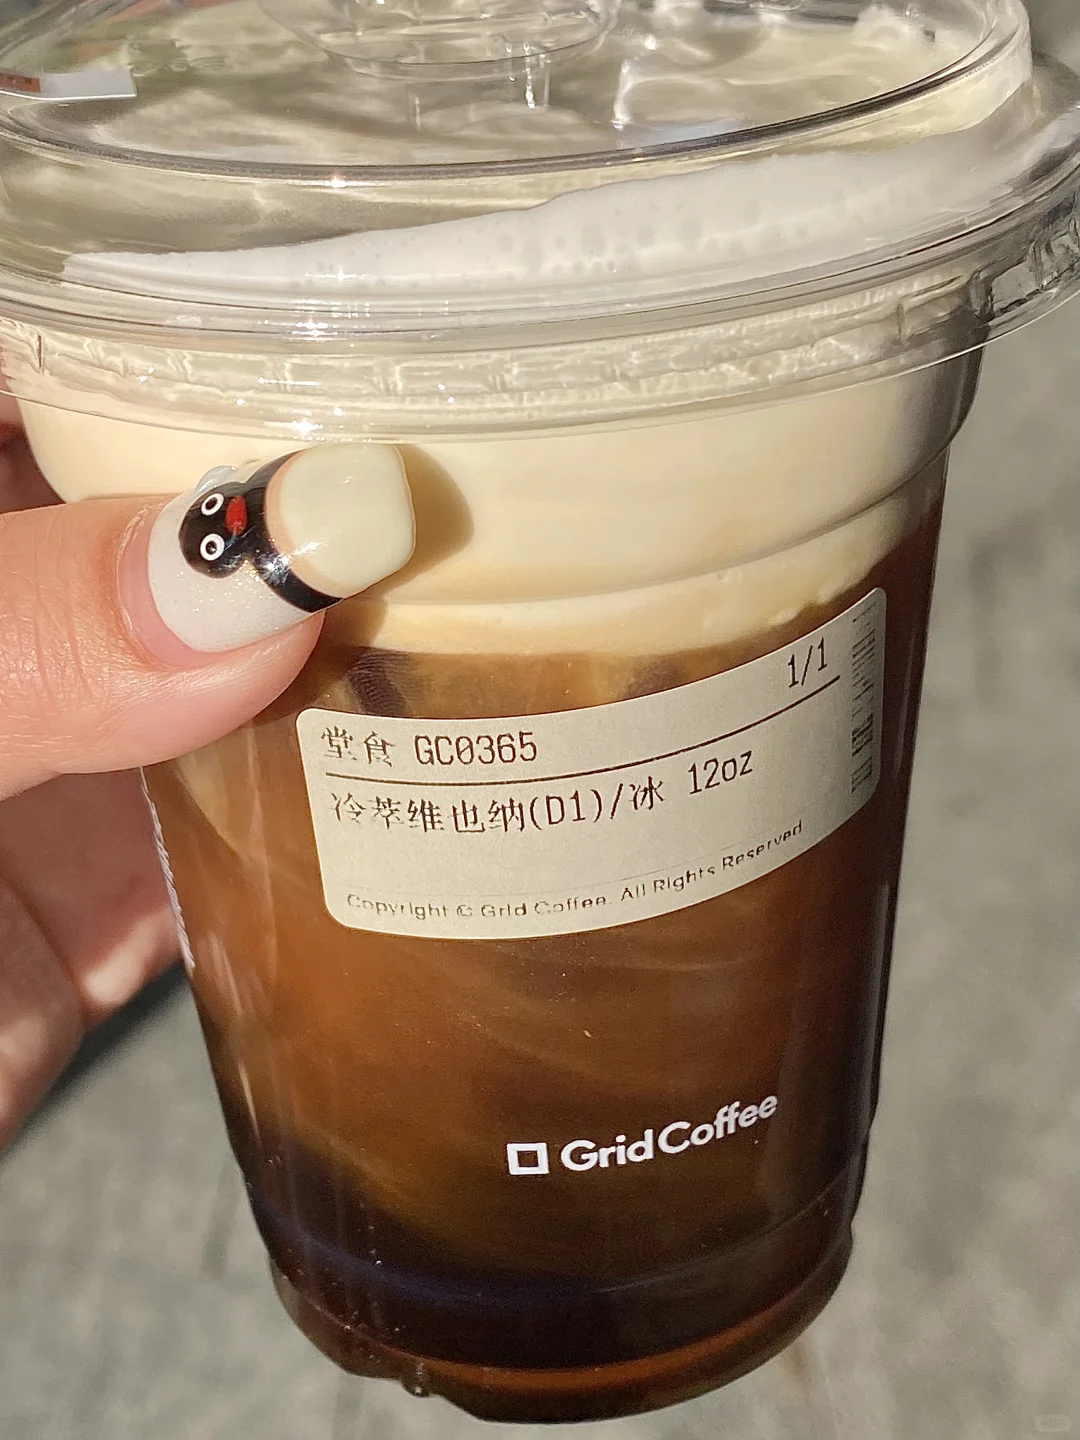 1/1
堂食 GC0365
冷萃维也纳(D1)/冰 12oz
Copyright © Grid Coffee. All Rights Reserved
Grid Coffee